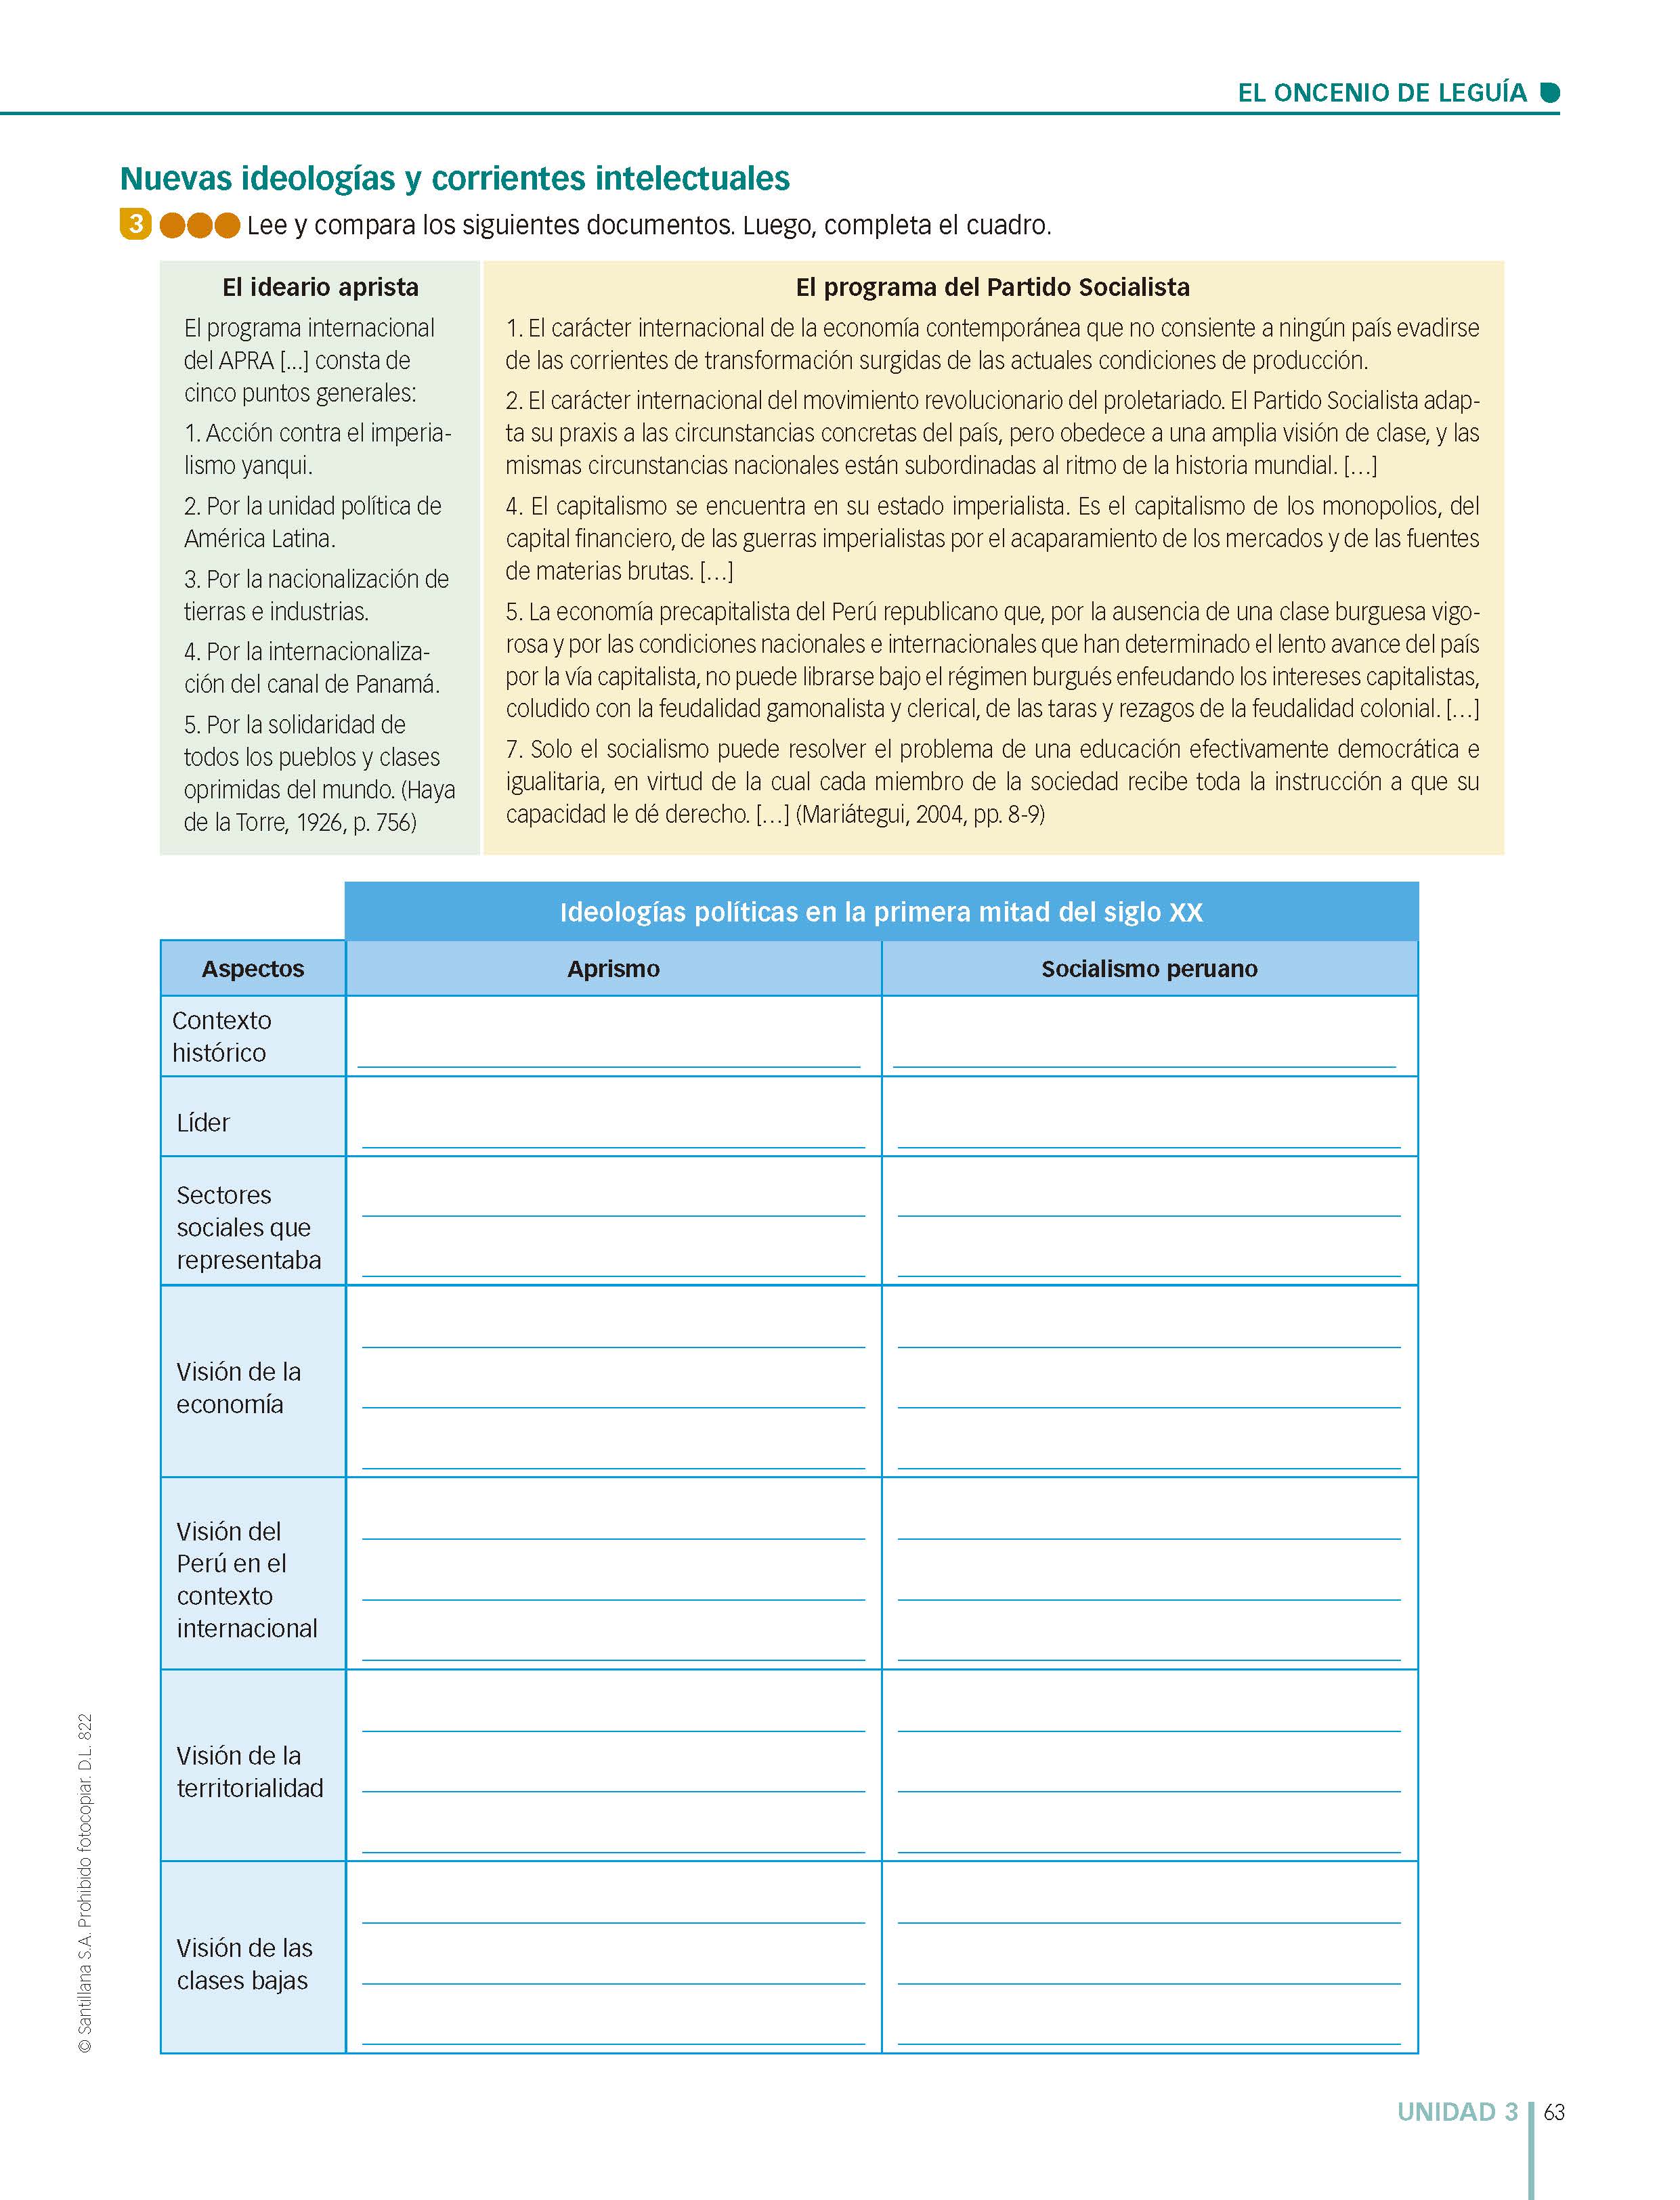 EL ONCENIO DE LEGUÍA
Nuevas ideologías y corrientes intelectuales
3 Lee y compara los siguientes documentos. Luego, completa el cuadro.
El ideario aprista
El programa internacional
del APRA [...] consta de
cinco puntos generales:
1. Acción contra el imperia-
lismo yanqui.
2. Por la unidad política de
América Latina.
3. Por la nacionalización de
tierras e industrias.
4. Por la internacionaliza-
ción del canal de Panamá.
5. Por la solidaridad de
todos los pueblos y clases
oprimidas del mundo. (Haya
de la Torre, 1926, p. 756)
El programa del Partido Socialista
1. El carácter internacional de la economía contemporánea que no consiente a ningún país evadirse
de las corrientes de transformación surgidas de las actuales condiciones de producción.
2. El carácter internacional del movimiento revolucionario del proletariado. El Partido Socialista adap-
ta su praxis a las circunstancias concretas del país, pero obedece a una amplia visión de clase, y las
mismas circunstancias nacionales están subordinadas al ritmo de la historia mundial. […]
4. El capitalismo se encuentra en su estado imperialista. Es el capitalismo de los monopolios, del
capital financiero, de las guerras imperialistas por el acaparamiento de los mercados y de las fuentes
de materias brutas. […]
5. La economía precapitalista del Perú republicano que, por la ausencia de una clase burguesa vigo-
rosa y por las condiciones nacionales e internacionales que han determinado el lento avance del país
por la vía capitalista, no puede librarse bajo el régimen burgués enfeudando los intereses capitalistas,
coludido con la feudalidad gamonalista y clerical, de las taras y rezagos de la feudalidad colonial. […]
7. Solo el socialismo puede resolver el problema de una educación efectivamente democrática e
igualitaria, en virtud de la cual cada miembro de la sociedad recibe toda la instrucción a que su
capacidad le dé derecho. […] (Mariátegui, 2004, pp. 8-9)
Ideologías políticas en la primera mitad del siglo XX
Aspectos Aprismo Socialismo peruano
Contexto
histórico
Líder
Sectores
sociales que
representaba
Visión de la
economía
Visión del
Perú en el
contexto
internacional
Visión de la
territorialidad
Visión de las
clases bajas
© Santillana S.A. Prohibido fotocopiar. D.L. 822
UNIDAD 3 63